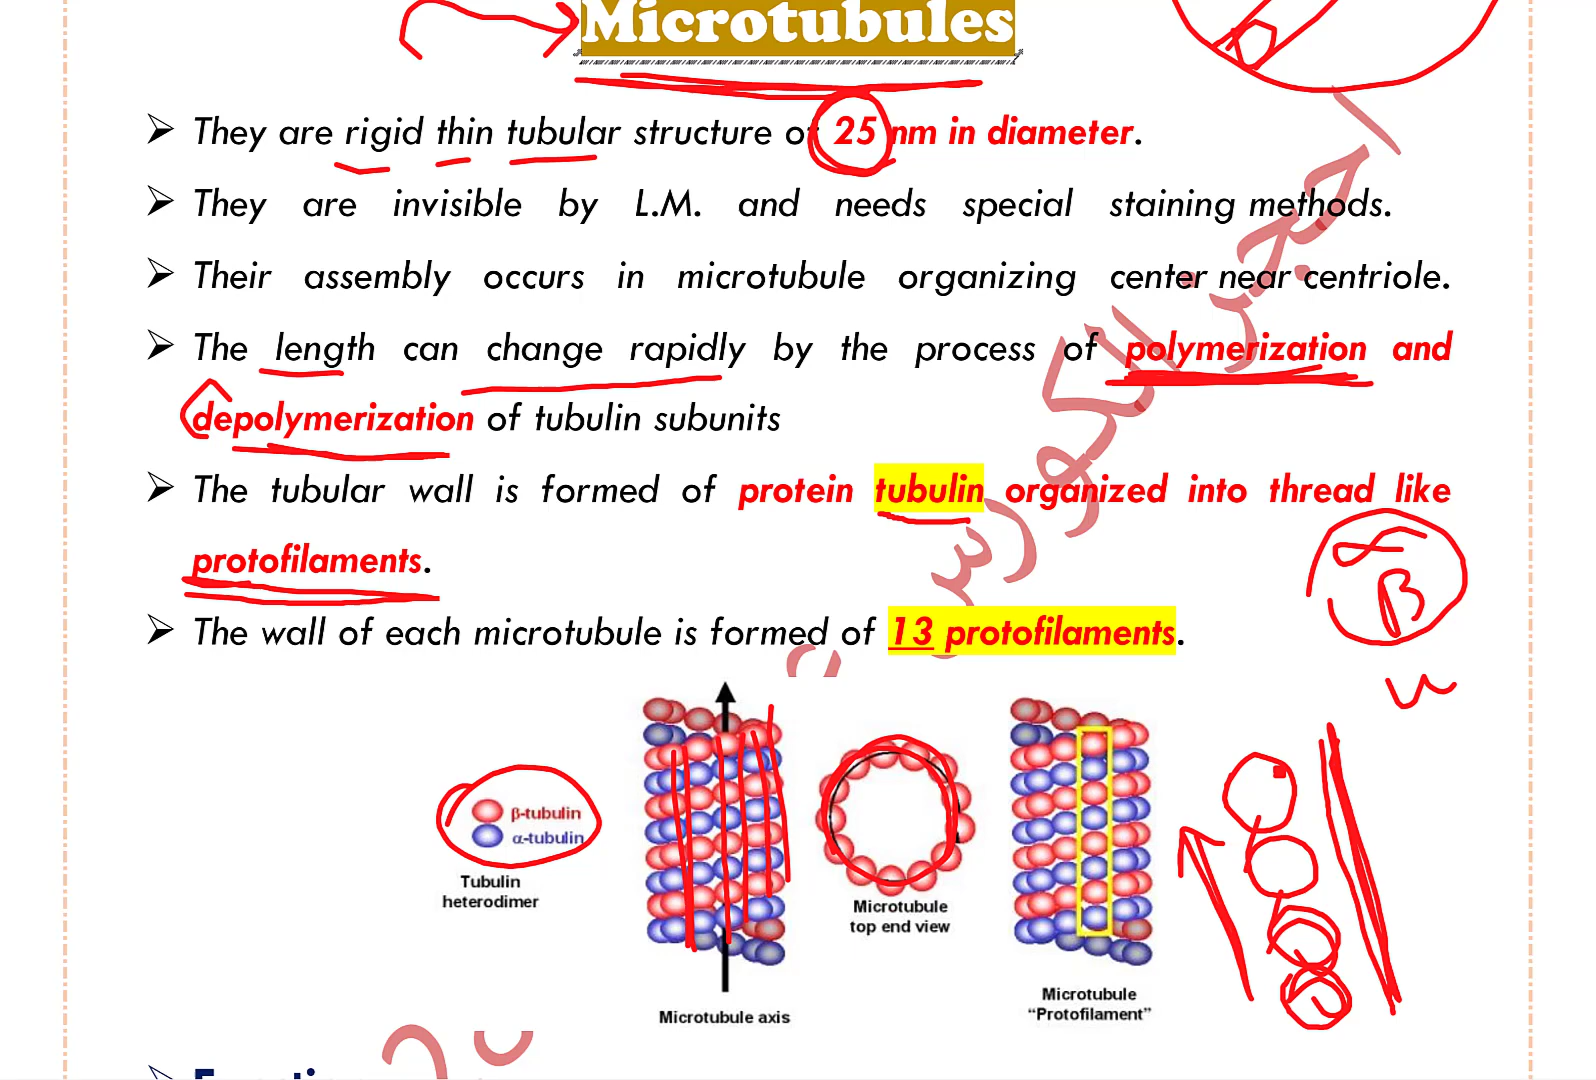 Microtubules
➢ They are rigid thin tubular structure of 25 nm in diameter.
➢ They are invisible by L.M. and needs special staining methods.
➢ Their assembly occurs in microtubule organizing center near centriole.
➢ The length can change rapidly by the process of polymerization and
depolymerization of tubulin subunits
➢ The tubular wall is formed of protein tubulin organized into thread like
protofilaments.
➢ The wall of each microtubule is formed of 13 protofilaments.
α
β
β-tubulin
α-tubulin
Tubulin
heterodimer
Microtubule axis
Microtubule
top end view
Microtubule
“Protofilament”